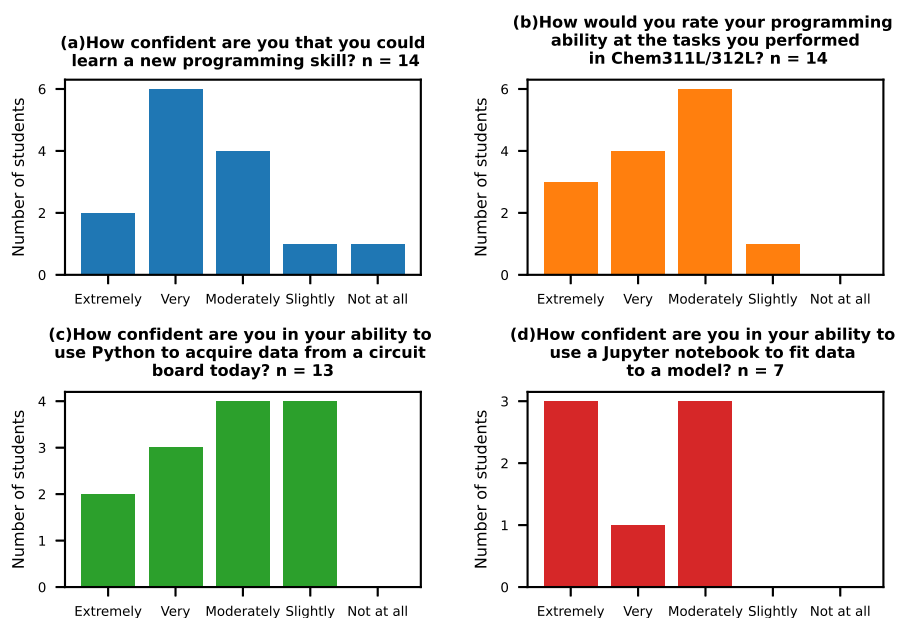 (a)How confident are you that you could
learn a new programming skill? n = 14
Number of students
6
4
2
0
Extremely Very Moderately Slightly Not at all
(b)How would you rate your programming
ability at the tasks you performed
in Chem311L/312L? n = 14
Number of students
6
4
2
0
Extremely Very Moderately Slightly Not at all
(c)How confident are you in your ability to
use Python to acquire data from a circuit
board today? n = 13
Number of students
4
3
2
1
0
Extremely Very Moderately Slightly Not at all
(d)How confident are you in your ability to
use a Jupyter notebook to fit data
to a model? n = 7
Number of students
3
2
1
0
Extremely Very Moderately Slightly Not at all